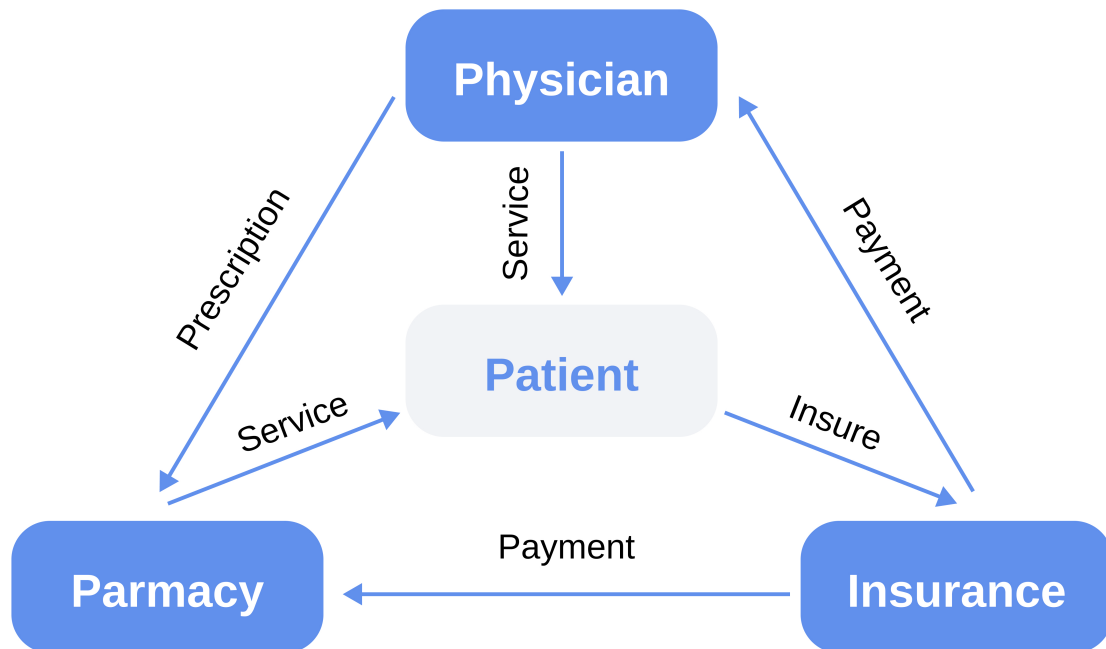 Physician
Service
Prescription
Payment
Patient
Service
Insure
Payment
Parmacy
Insurance